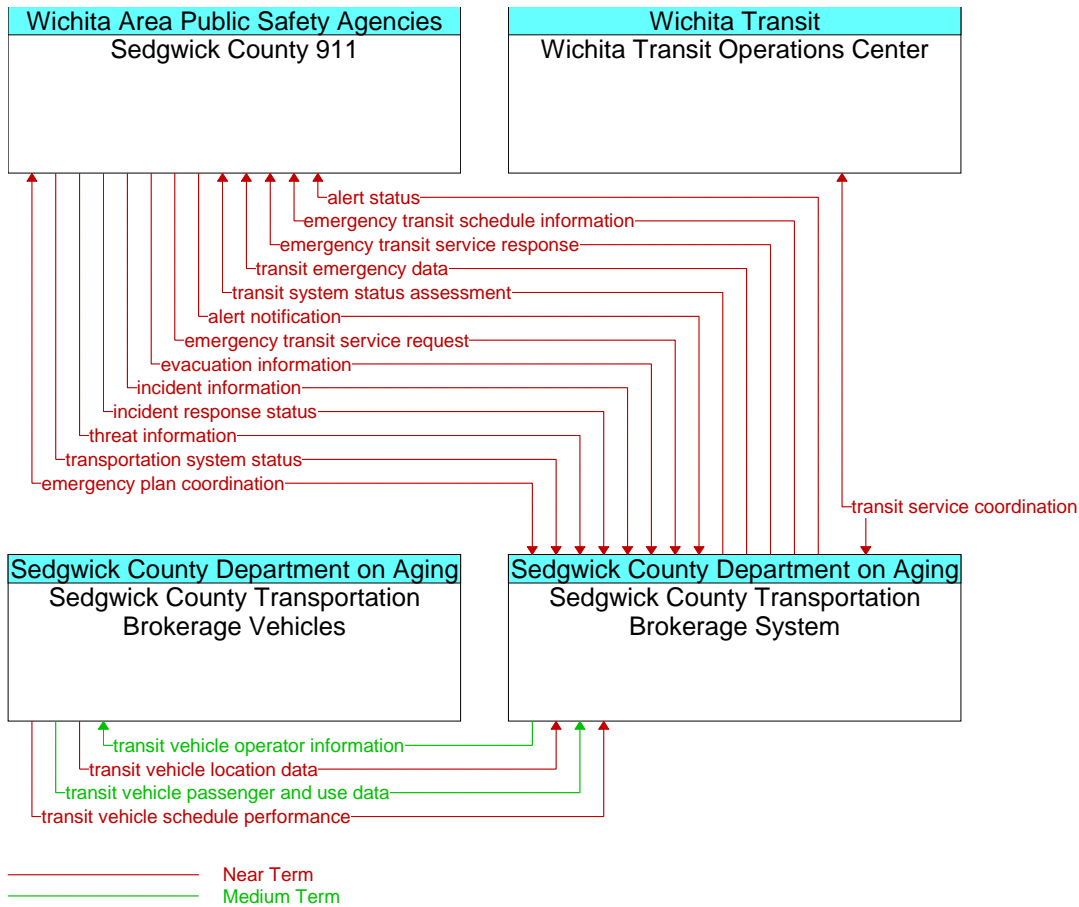 Wichita Area Public Safety Agencies
Sedgwick County 911
Wichita Transit
Wichita Transit Operations Center
alert status
emergency transit schedule information
emergency transit service response
transit emergency data
transit system status assessment
alert notification
emergency transit service request
evacuation information
incident information
incident response status
threat information
transportation system status
emergency plan coordination
transit service coordination
Sedgwick County Department on Aging
Sedgwick County Transportation
Brokerage Vehicles
Sedgwick County Department on Aging
Sedgwick County Transportation
Brokerage System
transit vehicle operator information
transit vehicle location data
transit vehicle passenger and use data
transit vehicle schedule performance
Near Term
Medium Term